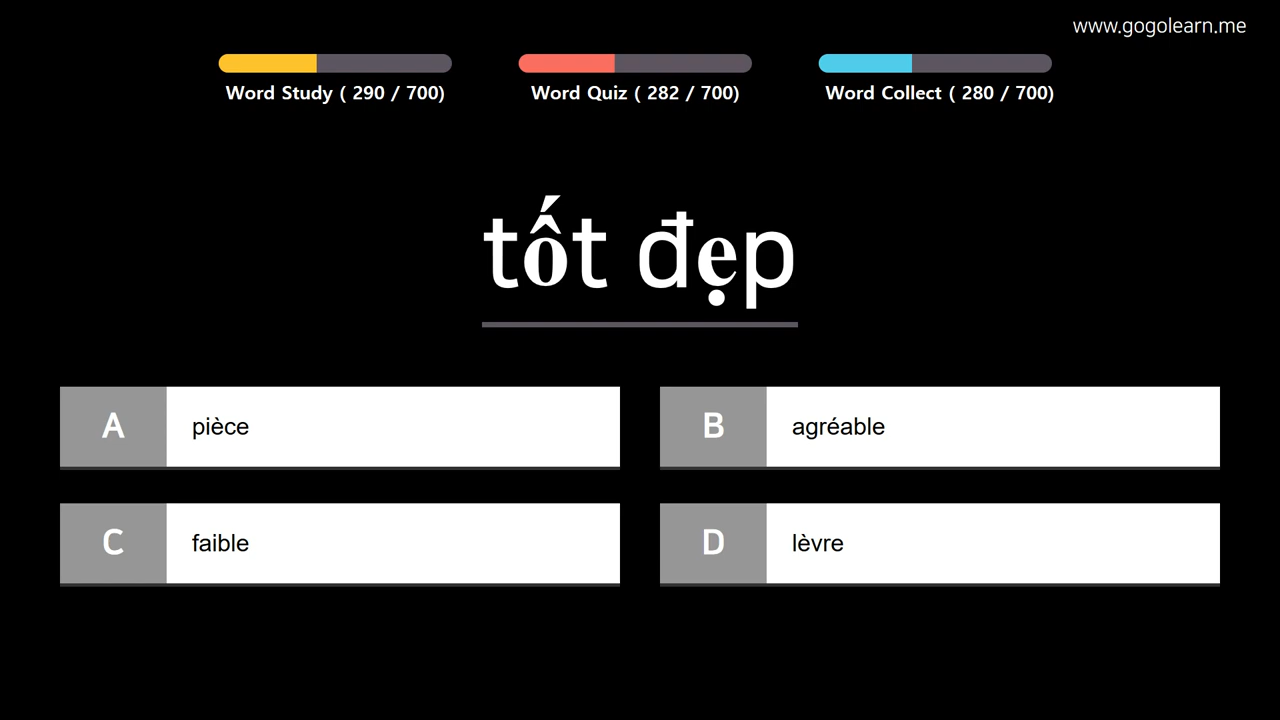 www.gogolearn.me
Word Study ( 290 / 700)
Word Quiz ( 282 / 700)
Word Collect ( 280 / 700)
tốt đẹp
A pièce
B agréable
C faible
D lèvre